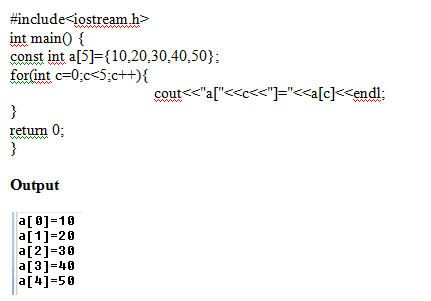 #include<iostream.h>
int main() {
const int a[5]={10,20,30,40,50};
for(int c=0;c<5;c++){
cout<<"a["<<c<<"]="<<a[c]<<endl;
}
return 0;
}
Output
a[0]=10
a[1]=20
a[2]=30
a[3]=40
a[4]=50